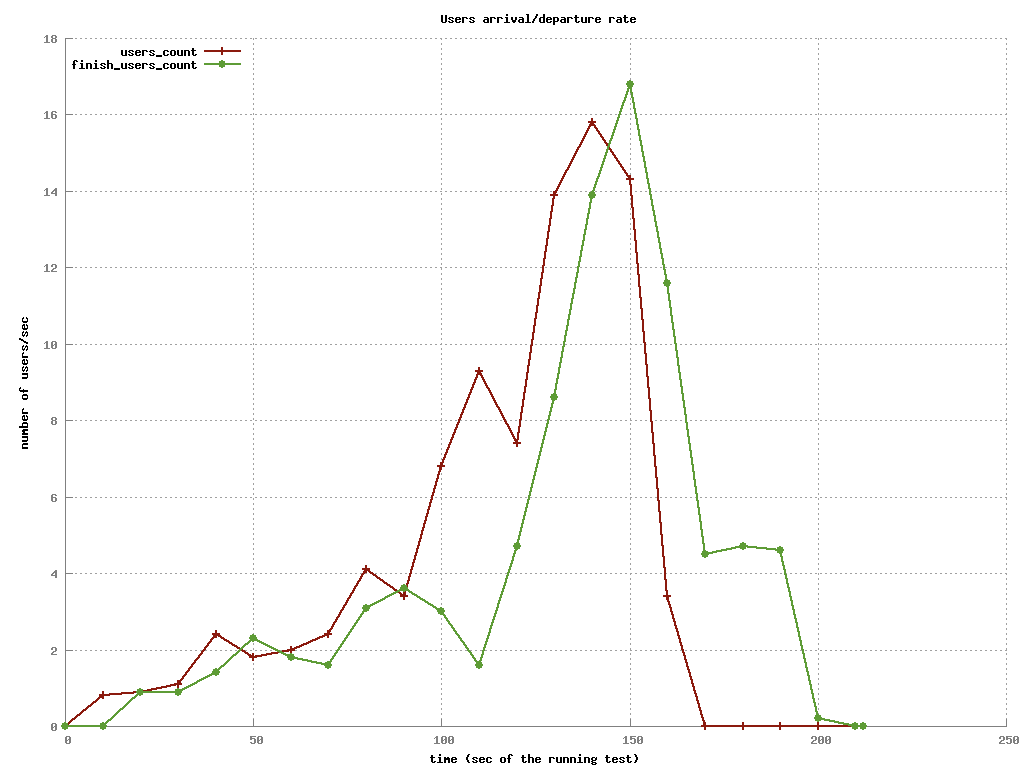 Users arrival/departure rate
users_count
finish_users_count
18
16
14
12
10
8
6
4
2
0
number of users/sec
0 50 100 150 200 250
time (sec of the running test)